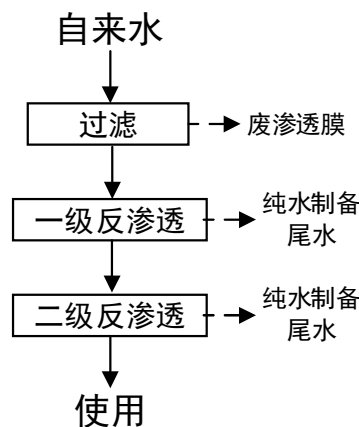 自来水
过滤
废渗透膜
一级反渗透
纯水制备
尾水
二级反渗透
纯水制备
尾水
使用